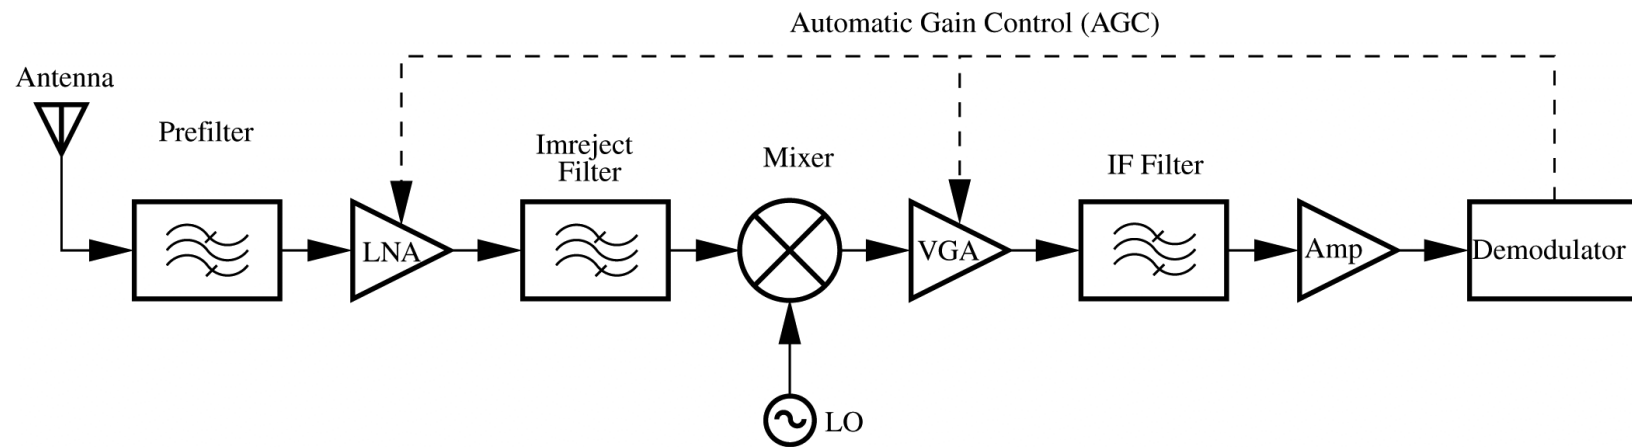 Automatic Gain Control (AGC)
Antenna
Prefilter
Imreject
Filter
Mixer
IF Filter
LNA
VGA
Amp
Demodulator
LO